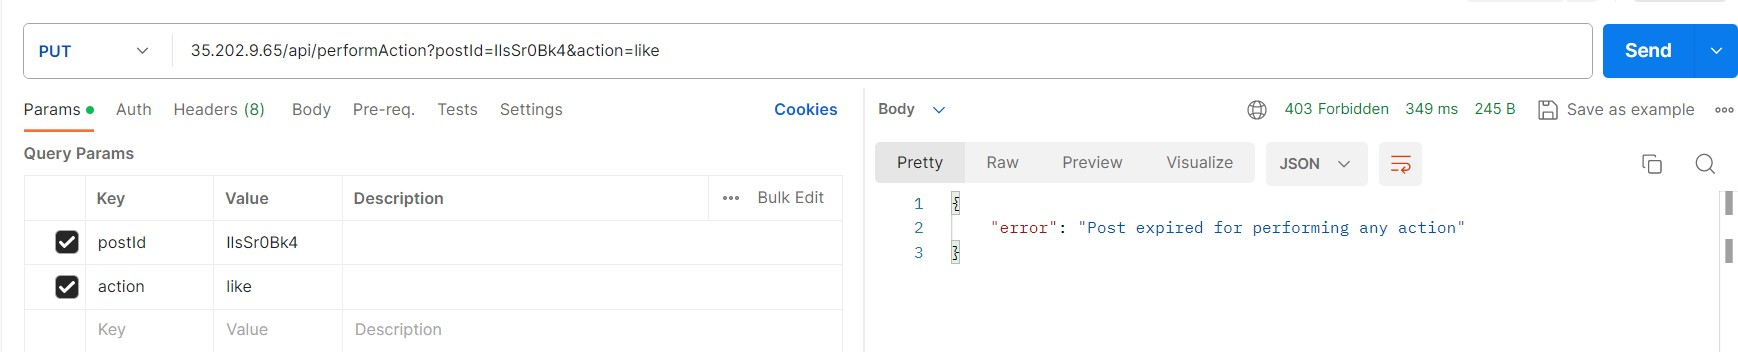 PUT
35.202.9.65/api/performAction?postId=IIsSr0Bk4&action=like
Send
Params
Auth
Headers (8)
Body
Pre-req.
Tests
Settings
Cookies
Query Params
Key Value Description ••• Bulk Edit
postId IIsSr0Bk4
action like
Key Value Description
Body
403 Forbidden 349 ms 245 B
Save as example
Pretty Raw Preview Visualize
JSON
1 {
2 "error": "Post expired for performing any action"
3 }